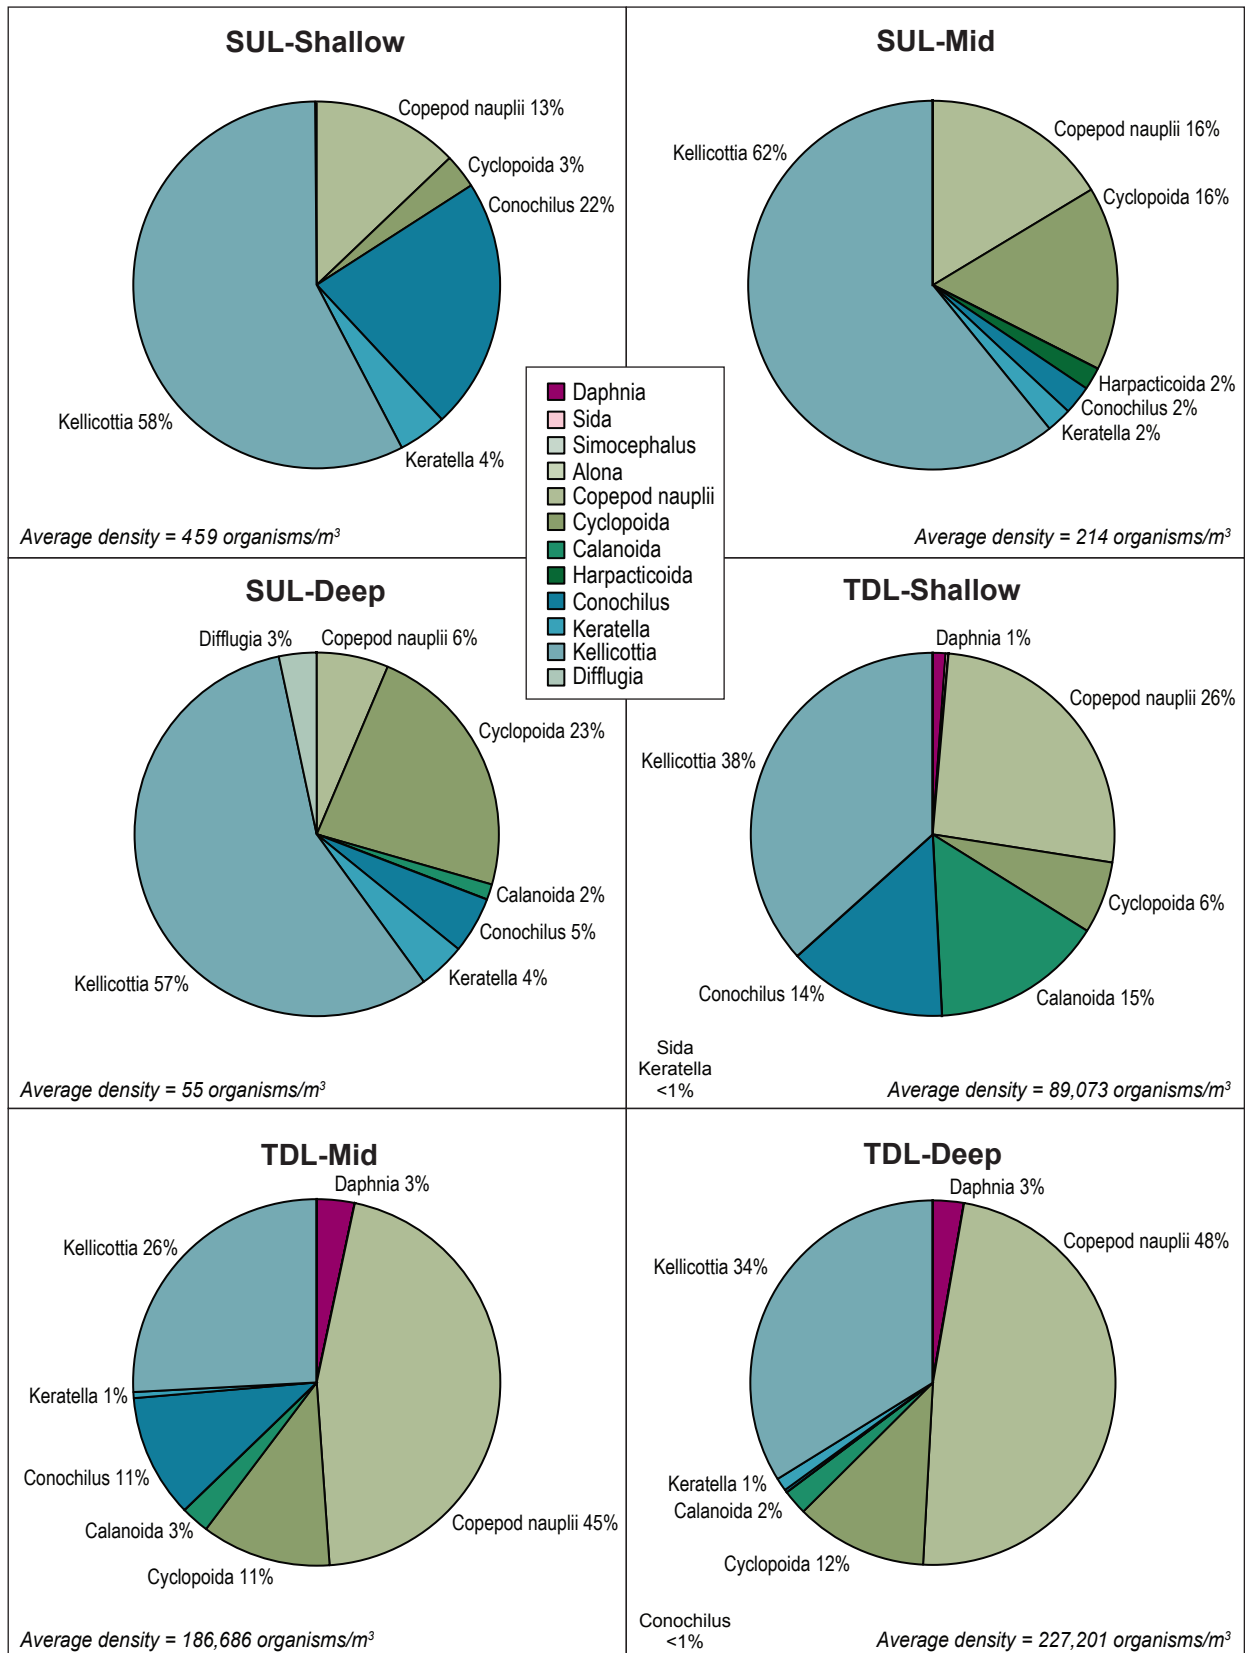 SUL-Shallow
Copepod nauplii 13%
Cyclopoida 3%
Conochilus 22%
Kellicottia 58%
Keratella 4%
Average density = 459 organisms/m³
SUL-Mid
Copepod nauplii 16%
Kellicottia 62%
Cyclopoida 16%
Harpacticoida 2%
Conochilus 2%
Keratella 2%
Average density = 214 organisms/m³
Daphnia
Sida
Simocephalus
Alona
Copepod nauplii
Cyclopoida
Calanoida
Harpacticoida
Conochilus
Keratella
Kellicottia
Difflugia
SUL-Deep
Difflugia 3%
Copepod nauplii 6%
Cyclopoida 23%
Calanoida 2%
Conochilus 5%
Keratella 4%
Kellicottia 57%
Average density = 55 organisms/m³
TDL-Shallow
Daphnia 1%
Copepod nauplii 26%
Kellicottia 38%
Cyclopoida 6%
Conochilus 14%
Calanoida 15%
Sida
Keratella
<1%
Average density = 89,073 organisms/m³
TDL-Mid
Daphnia 3%
Kellicottia 26%
Keratella 1%
Conochilus 11%
Calanoida 3%
Cyclopoida 11%
Copepod nauplii 45%
Average density = 186,686 organisms/m³
TDL-Deep
Daphnia 3%
Copepod nauplii 48%
Kellicottia 34%
Keratella 1%
Calanoida 2%
Cyclopoida 12%
Conochilus
<1%
Average density = 227,201 organisms/m³